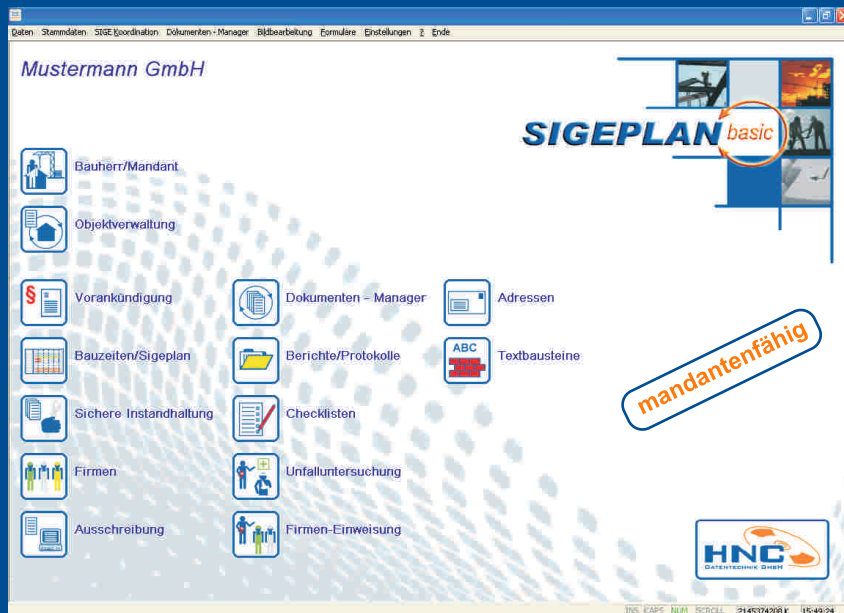 Daten Stammdaten SIGE Koordination Dokumenten-Manager Bildbearbeitung Formulare Einstellungen ? Ende
Mustermann GmbH
SIGEPLAN basic
Bauherr/Mandant
Objektverwaltung
§ Vorankündigung
Dokumenten - Manager
Adressen
Bauzeiten/Sigeplan
Berichte/Protokolle
ABC Textbausteine
mandantenfähig
Sichere Instandhaltung
Checklisten
Firmen
Unfalluntersuchung
Ausschreibung
Firmen-Einweisung
HNC
DATENTECHNIK GMBH
INS CAPS NUM SCROLL 2145374208 K 15:49:24